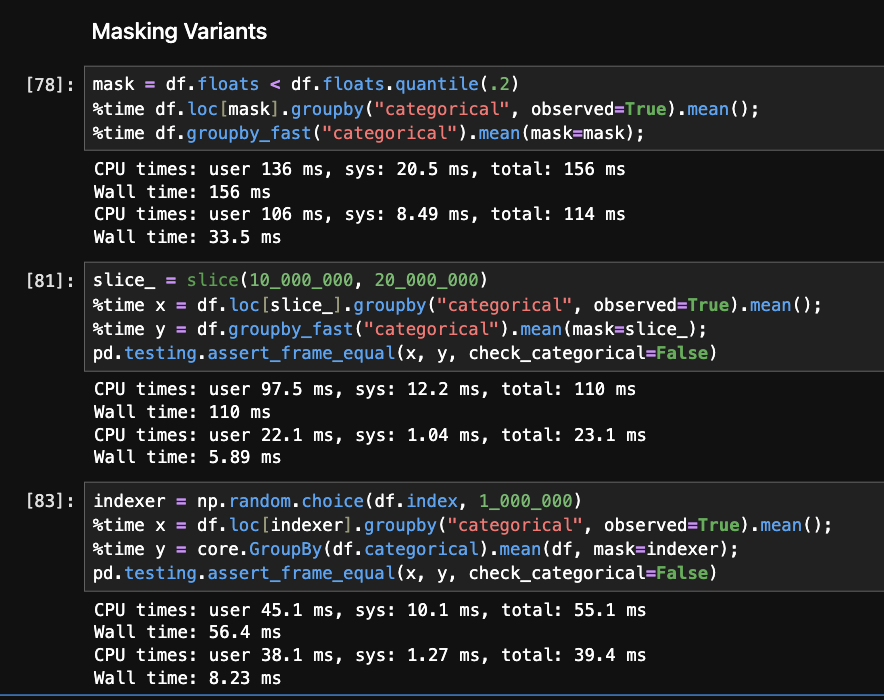 Masking Variants
[78]: mask = df.floats < df.floats.quantile(.2)
%time df.loc[mask].groupby("categorical", observed=True).mean();
%time df.groupby_fast("categorical").mean(mask=mask);
CPU times: user 136 ms, sys: 20.5 ms, total: 156 ms
Wall time: 156 ms
CPU times: user 106 ms, sys: 8.49 ms, total: 114 ms
Wall time: 33.5 ms
[81]: slice_ = slice(10_000_000, 20_000_000)
%time x = df.loc[slice_].groupby("categorical", observed=True).mean();
%time y = df.groupby_fast("categorical").mean(mask=slice_);
pd.testing.assert_frame_equal(x, y, check_categorical=False)
CPU times: user 97.5 ms, sys: 12.2 ms, total: 110 ms
Wall time: 110 ms
CPU times: user 22.1 ms, sys: 1.04 ms, total: 23.1 ms
Wall time: 5.89 ms
[83]: indexer = np.random.choice(df.index, 1_000_000)
%time x = df.loc[indexer].groupby("categorical", observed=True).mean();
%time y = core.GroupBy(df.categorical).mean(df, mask=indexer);
pd.testing.assert_frame_equal(x, y, check_categorical=False)
CPU times: user 45.1 ms, sys: 10.1 ms, total: 55.1 ms
Wall time: 56.4 ms
CPU times: user 38.1 ms, sys: 1.27 ms, total: 39.4 ms
Wall time: 8.23 ms